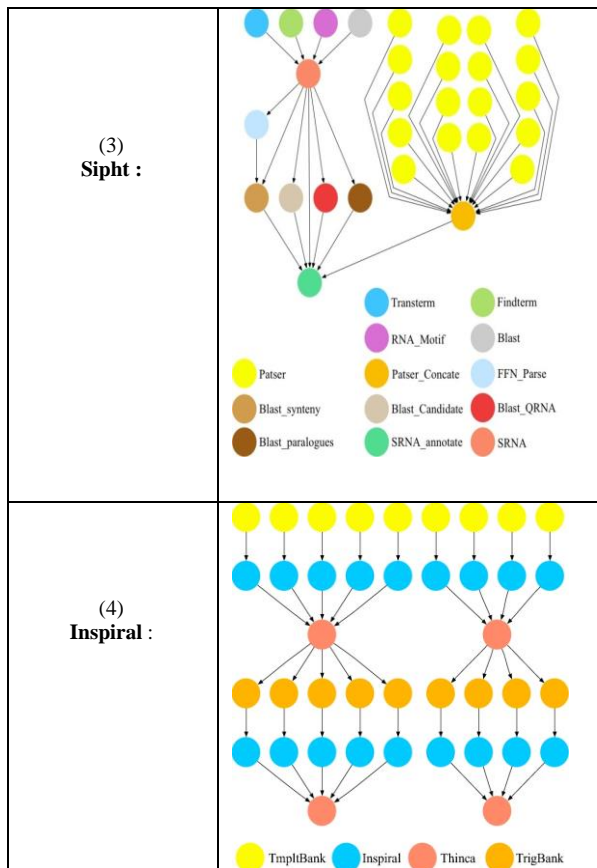 (3)
Sipht :
Transterm
Findterm
RNA_Motif
Blast
Patser
Patser_Concate
FFN_Parse
Blast_synteny
Blast_Candidate
Blast_QRNA
Blast_paralogues
SRNA_annotate
SRNA
(4)
Inspiral :
TmpltBank
Inspiral
Thinca
TrigBank